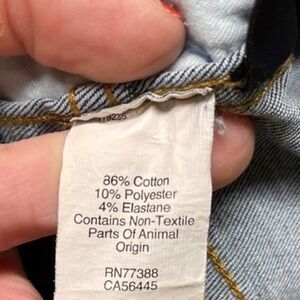 86% Cotton
10% Polyester
4% Elastane
Contains Non-Textile
Parts Of Animal
Origin
RN77388
CA56445